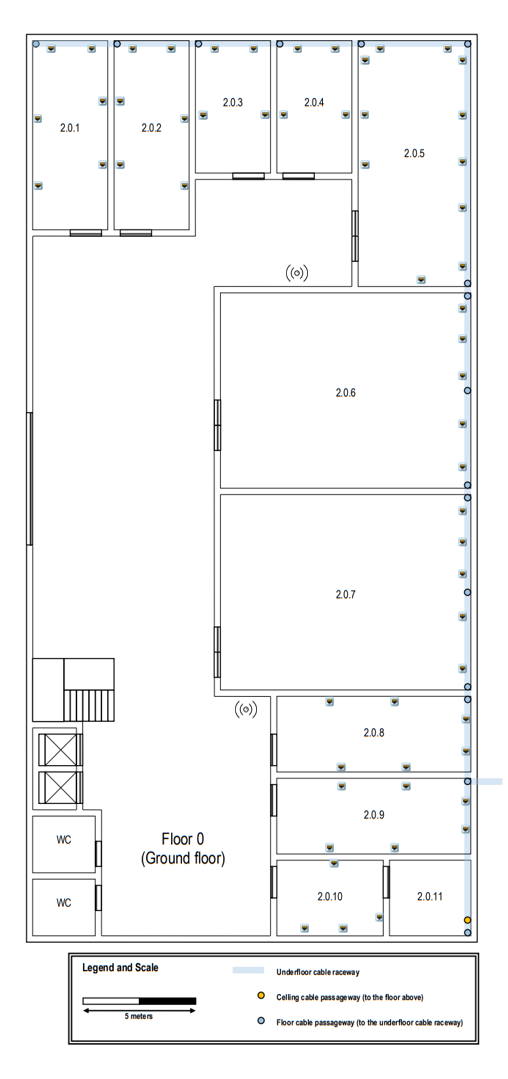 2.0.1
2.0.2
2.0.3
2.0.4
2.0.5
2.0.6
2.0.7
2.0.8
2.0.9
WC
Floor 0
(Ground floor)
WC
2.0.10
2.0.11
Legend and Scale
5 meters
Underfloor cable raceway
Celling cable passageway (to the floor above)
Floor cable passageway (to the underfloor cable raceway)